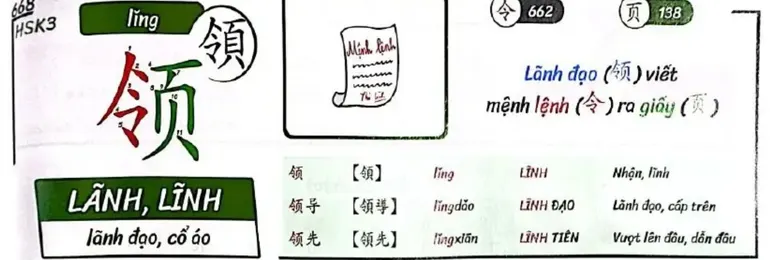 668
HSK3
lǐng
領
领
LÃNH, LĨNH
lãnh đạo, cổ áo
Mệnh lệnh
令 662
页 138
Lãnh đạo (领) viết
mệnh lệnh (令) ra giấy (页)
领 【領】 lǐng LĨNH Nhận, lĩnh
领导 【領導】 lǐngdǎo LĨNH ĐẠO Lãnh đạo, cấp trên
领先 【領先】 lǐngxiān LĨNH TIÊN Vượt lên đầu, dẫn đầu